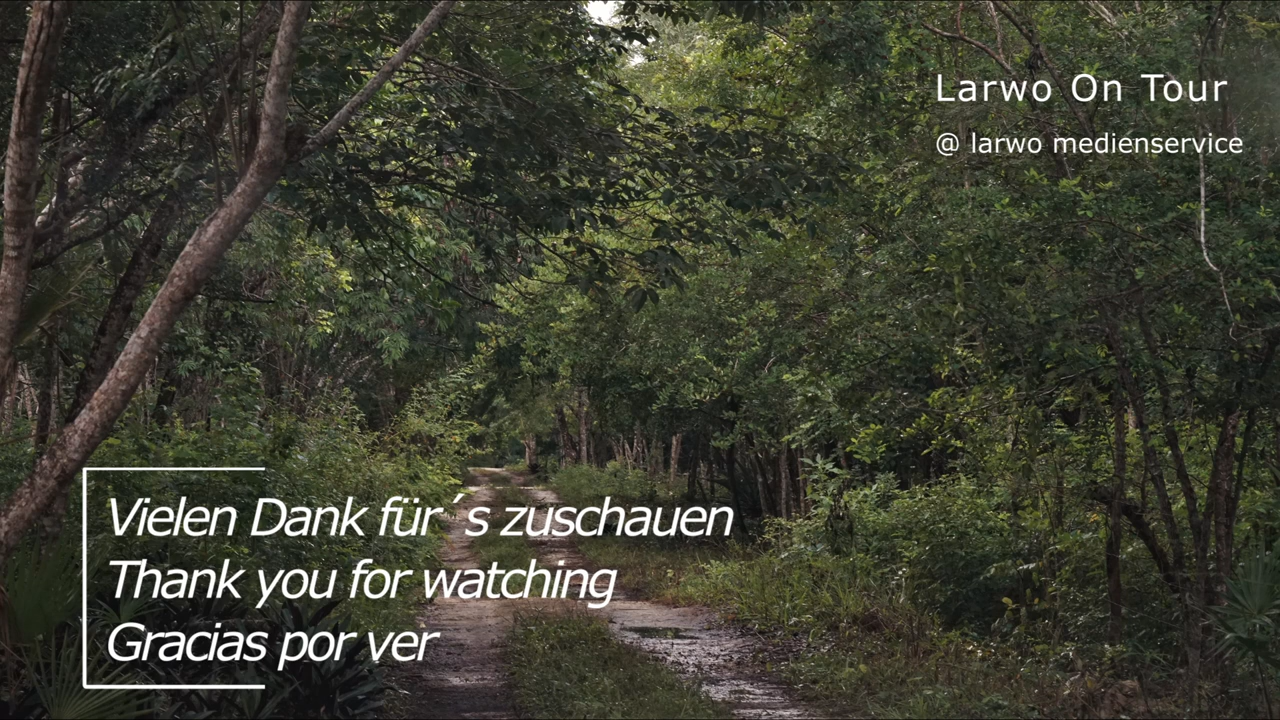 Larwo On Tour
@ larwo medienservice
Vielen Dank für´s zuschauen
Thank you for watching
Gracias por ver